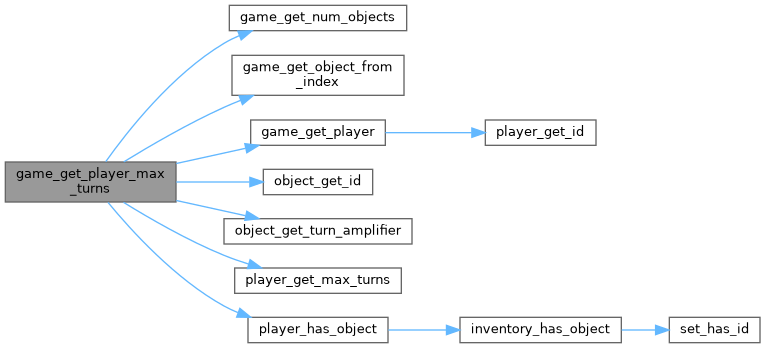 game_get_num_objects
game_get_object_from
_index
game_get_player
player_get_id
game_get_player_max
_turns
object_get_id
object_get_turn_amplifier
player_get_max_turns
player_has_object
inventory_has_object
set_has_id